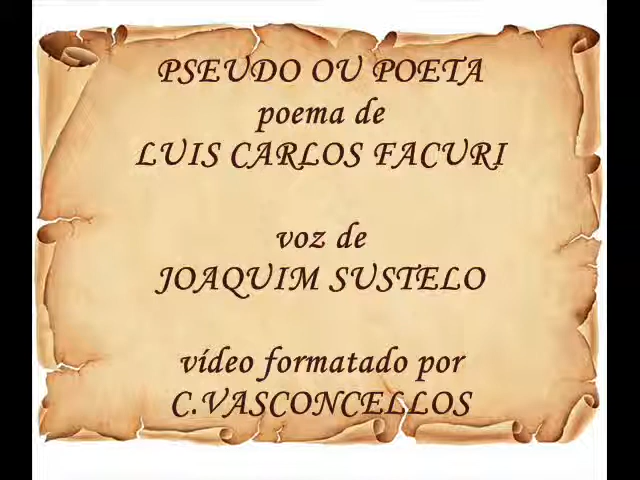 PSEUDO OU POETA
poema de
LUIS CARLOS FACURI
voz de
JOAQUIM SUSTELO
vídeo formatado por
C.VASCONCELLOS